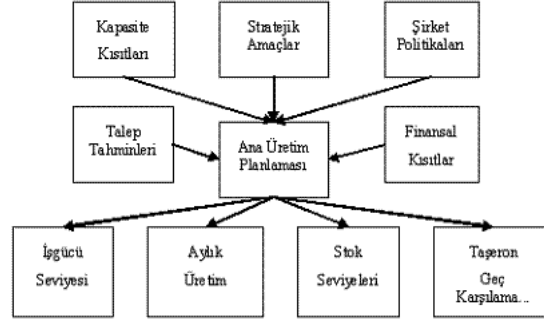 Kapasite
Kısıtları
Stratejik
Amaçlar
Şirket
Politikaları
Talep
Tahminleri
Ana Üretim
Planlaması
Finansal
Kısıtlar
İşgücü
Seviyesi
Aylık
Üretim
Stok
Seviyeleri
Taşeron
Geç
Karşılama...